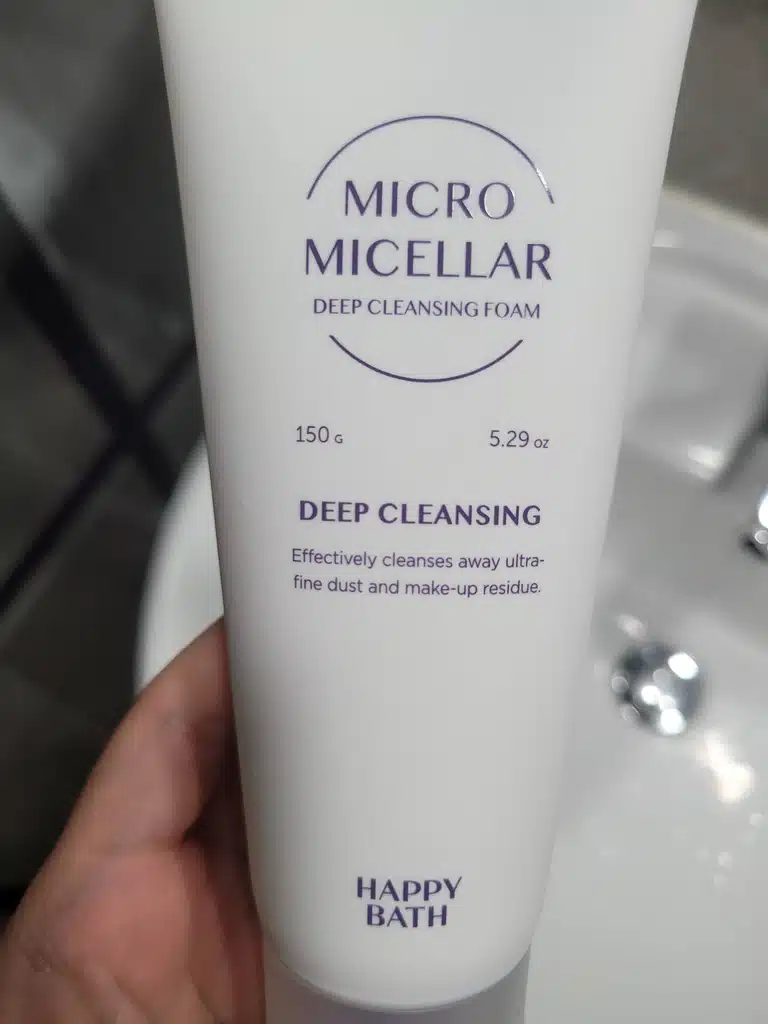 MICRO
MICELLAR
DEEP CLEANSING FOAM
150 G 5.29 oz
DEEP CLEANSING
Effectively cleanses away ultra-
fine dust and make-up residue.
HAPPY
BATH